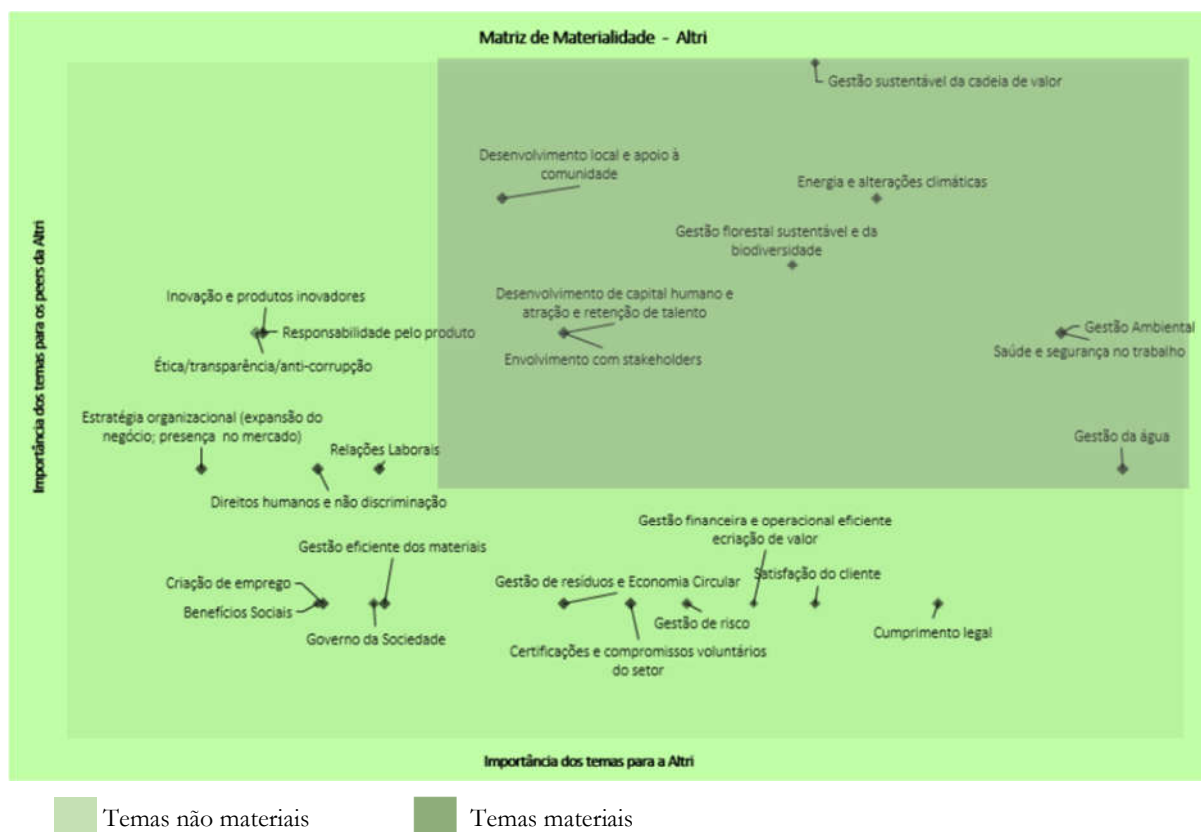 Matriz de Materialidade - Altri
Gestão sustentável da cadeia de valor
Desenvolvimento local e apoio à
comunidade
Energia e alterações climáticas
Gestão florestal sustentável e da
biodiversidade
Inovação e produtos inovadores
Desenvolvimento de capital humano e
atração e retenção de talento
Responsabilidade pelo produto
Gestão Ambiental
Ética/transparência/anti-corrupção
Envolvimento com stakeholders
Saúde e segurança no trabalho
Importância dos temas para os peers da Altri
Estratégia organizacional (expansão do
negócio; presença no mercado)
Relações Laborais
Gestão da água
Direitos humanos e não discriminação
Gestão financeira e operacional eficiente
ecriação de valor
Gestão eficiente dos materiais
Criação de emprego
Gestão de resíduos e Economia Circular
Satisfação do cliente
Benefícios Sociais
Gestão de risco
Governo da Sociedade
Cumprimento legal
Certificações e compromissos voluntários
do setor
Importância dos temas para a Altri
Temas não materiais
Temas materiais